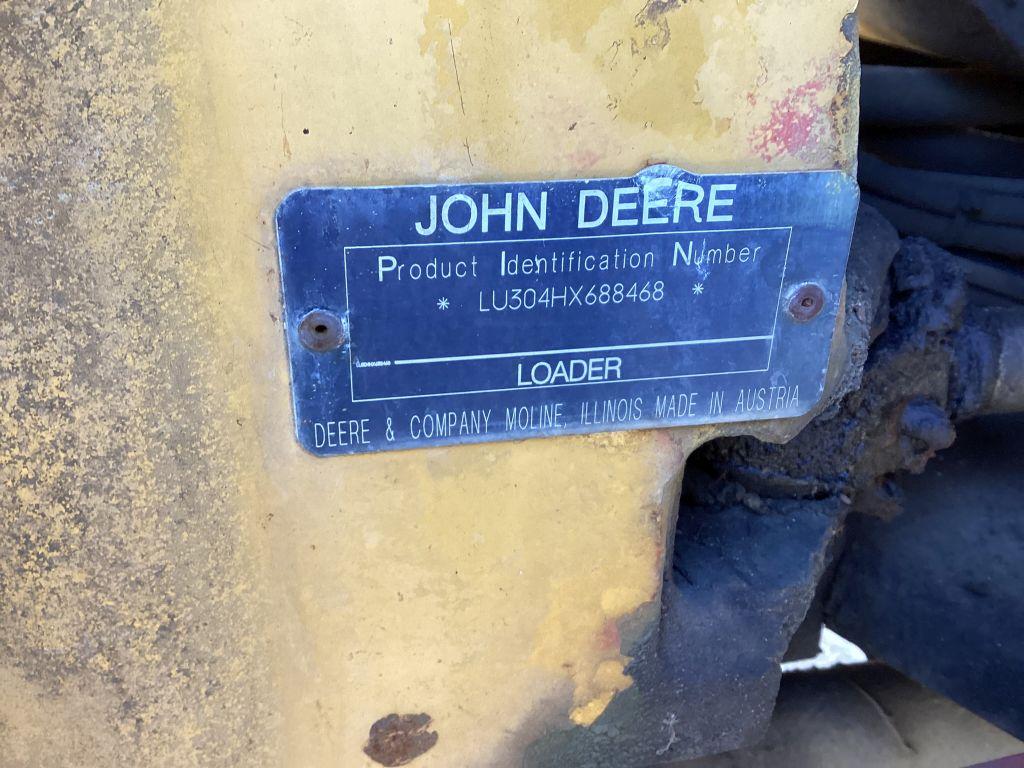 JOHN DEERE
Product Identification Number
* LU304HX688468 *
LOADER
DEERE & COMPANY MOLINE, ILLINOIS MADE IN AUSTRIA